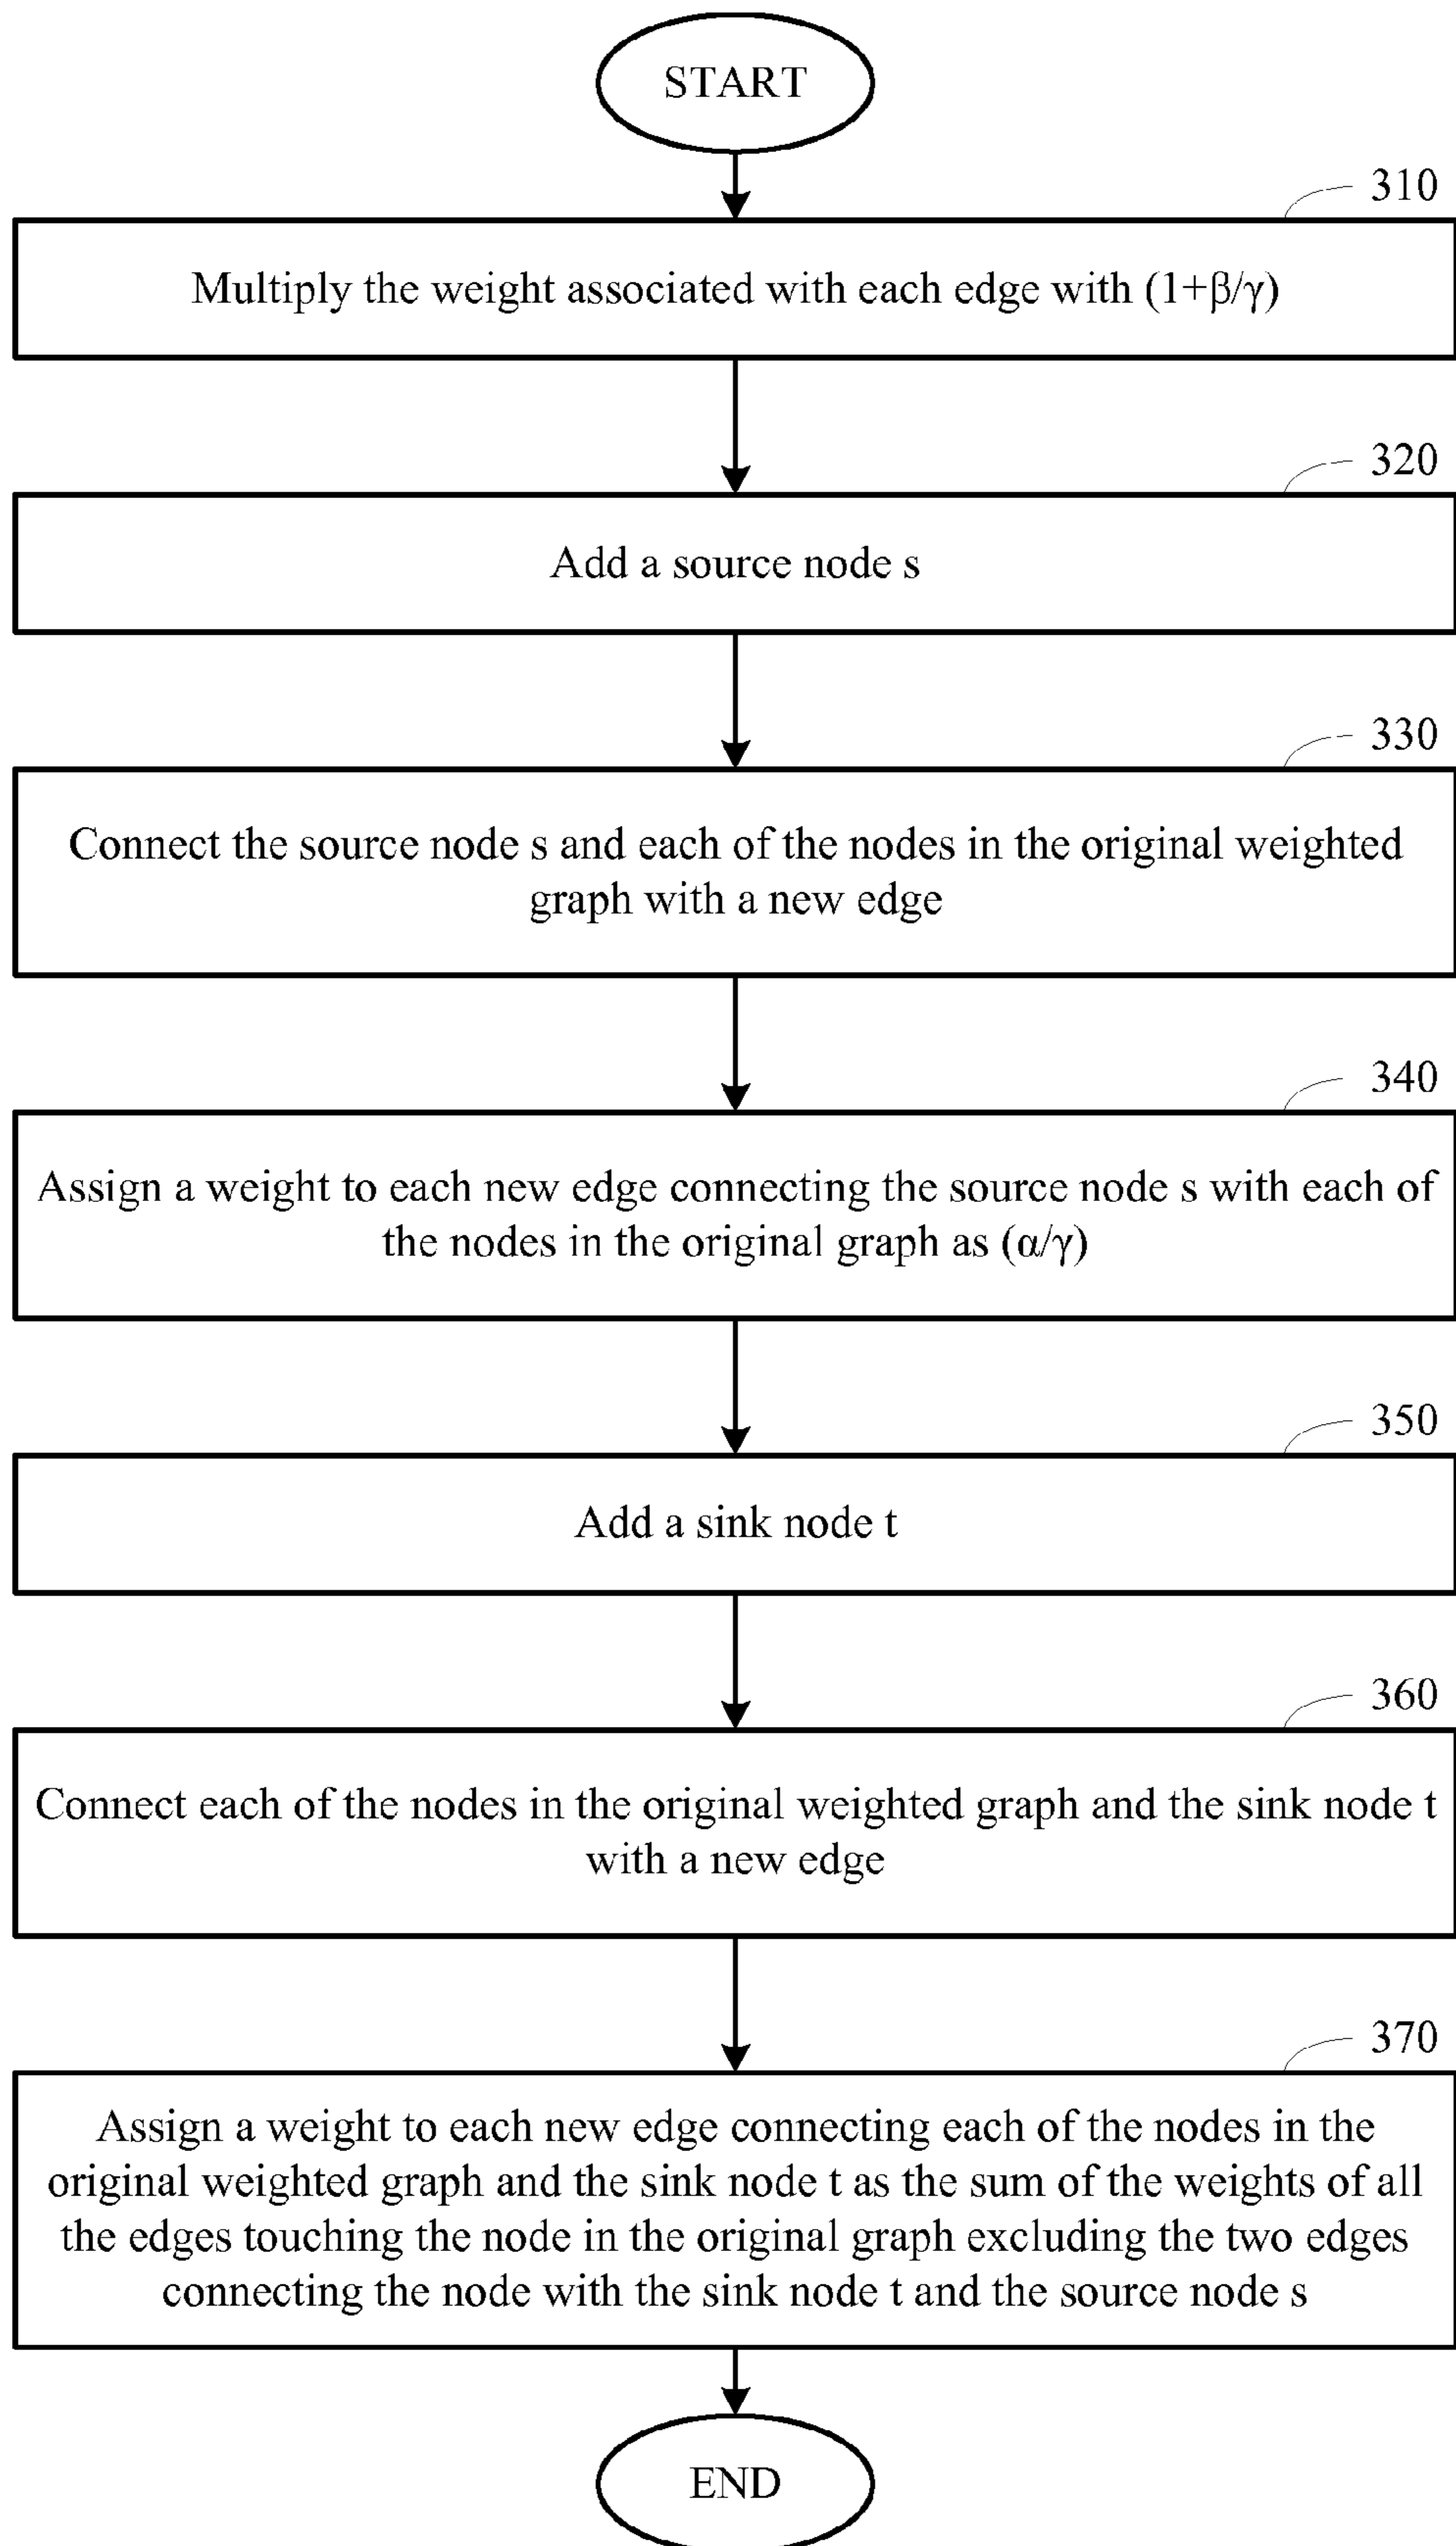 START
310
Multiply the weight associated with each edge with (1+β/γ)
320
Add a source node s
330
Connect the source node s and each of the nodes in the original weighted
graph with a new edge
340
Assign a weight to each new edge connecting the source node s with each of
the nodes in the original graph as (α/γ)
350
Add a sink node t
360
Connect each of the nodes in the original weighted graph and the sink node t
with a new edge
370
Assign a weight to each new edge connecting each of the nodes in the
original weighted graph and the sink node t as the sum of the weights of all
the edges touching the node in the original graph excluding the two edges
connecting the node with the sink node t and the source node s
END